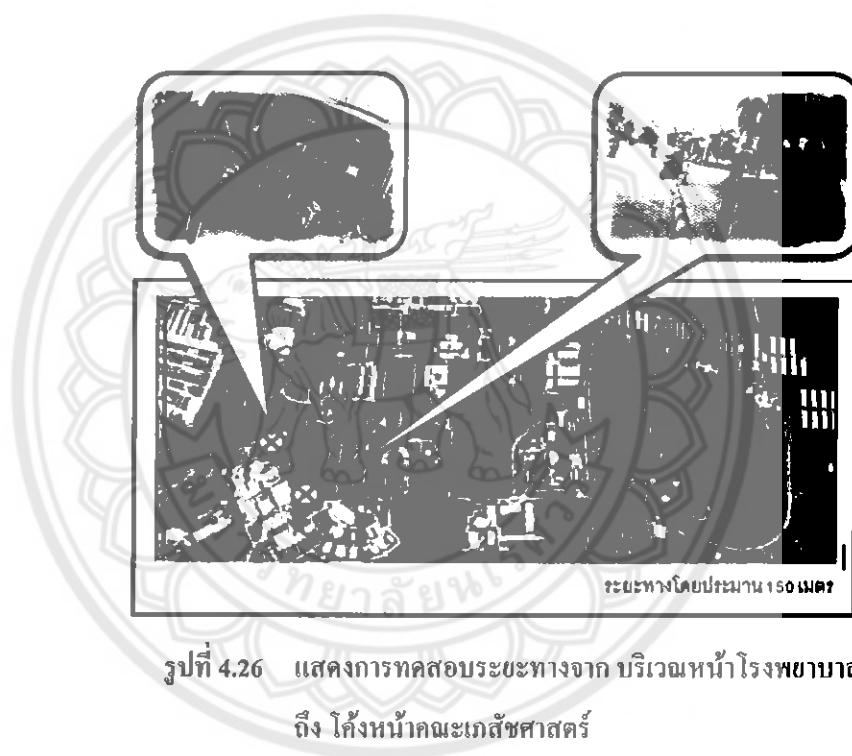 ระยะทางโดยประมาน 150 เมตร
รูปที่ 4.26 แสดงการทดสอบระยะทางจาก บริเวณหน้าโรงพยาบาล
ถึง โค้งหน้าคณะเภสัชศาสตร์